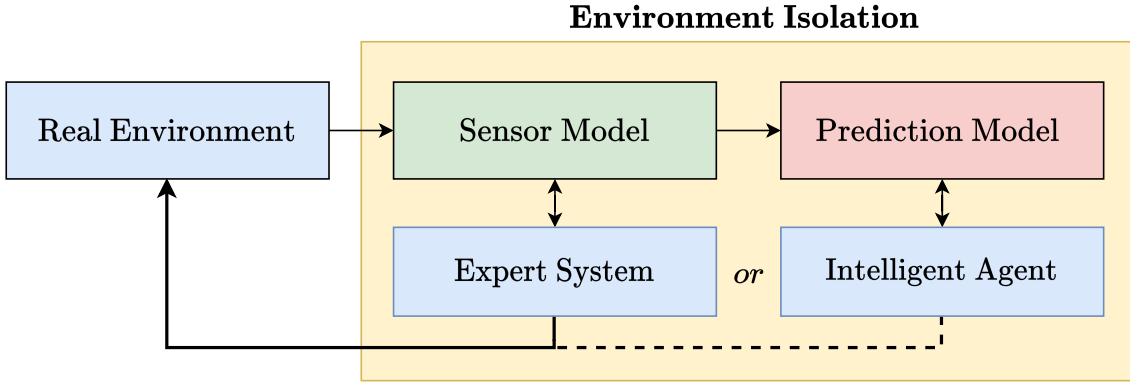 Environment Isolation
Real Environment
Sensor Model
Prediction Model
Expert System
or
Intelligent Agent